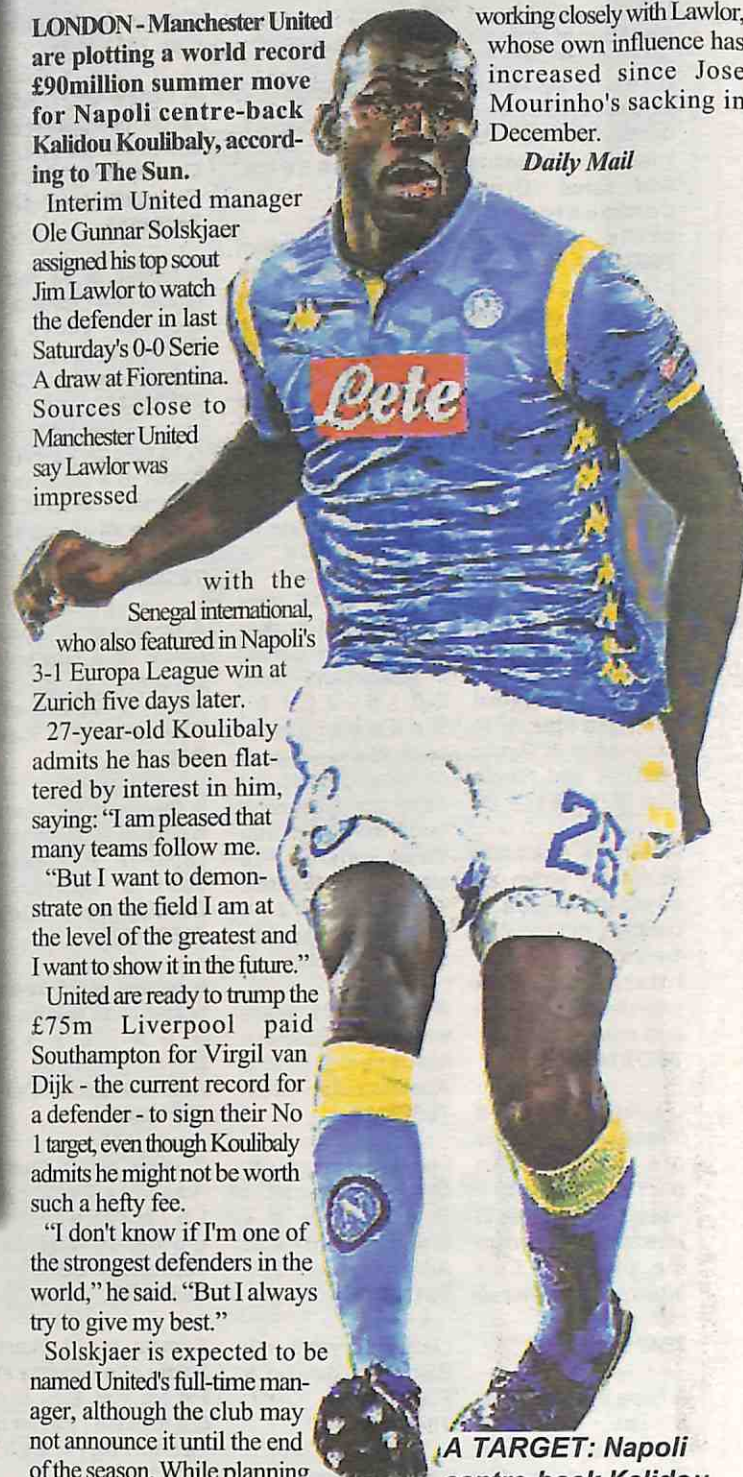 LONDON - Manchester United
are plotting a world record
£90million summer move
for Napoli centre-back
Kalidou Koulibaly, accord-
ing to The Sun.
Interim United manager
Ole Gunnar Solskjaer
assigned his top scout
Jim Lawlor to watch
the defender in last
Saturday's 0-0 Serie
A draw at Fiorentina.
Sources close to
Manchester United
say Lawlor was
impressed
with the
Senegal international,
who also featured in Napoli's
3-1 Europa League win at
Zurich five days later.
27-year-old Koulibaly
admits he has been flat-
tered by interest in him,
saying: “I am pleased that
many teams follow me.
“But I want to demon-
strate on the field I am at
the level of the greatest and
I want to show it in the future.”
United are ready to trump the
£75m Liverpool paid
Southampton for Virgil van
Dijk - the current record for
a defender - to sign their No
1 target, even though Koulibaly
admits he might not be worth
such a hefty fee.
“I don't know if I'm one of
the strongest defenders in the
world,” he said. “But I always
try to give my best.”
Solskjaer is expected to be
named United's full-time man-
ager, although the club may
not announce it until the end
of the season. While planning
working closely with Lawlor,
whose own influence has
increased since Jose
Mourinho's sacking in
December.
Daily Mail
Lete
26
N
A TARGET: Napoli
centre-back Kalidou